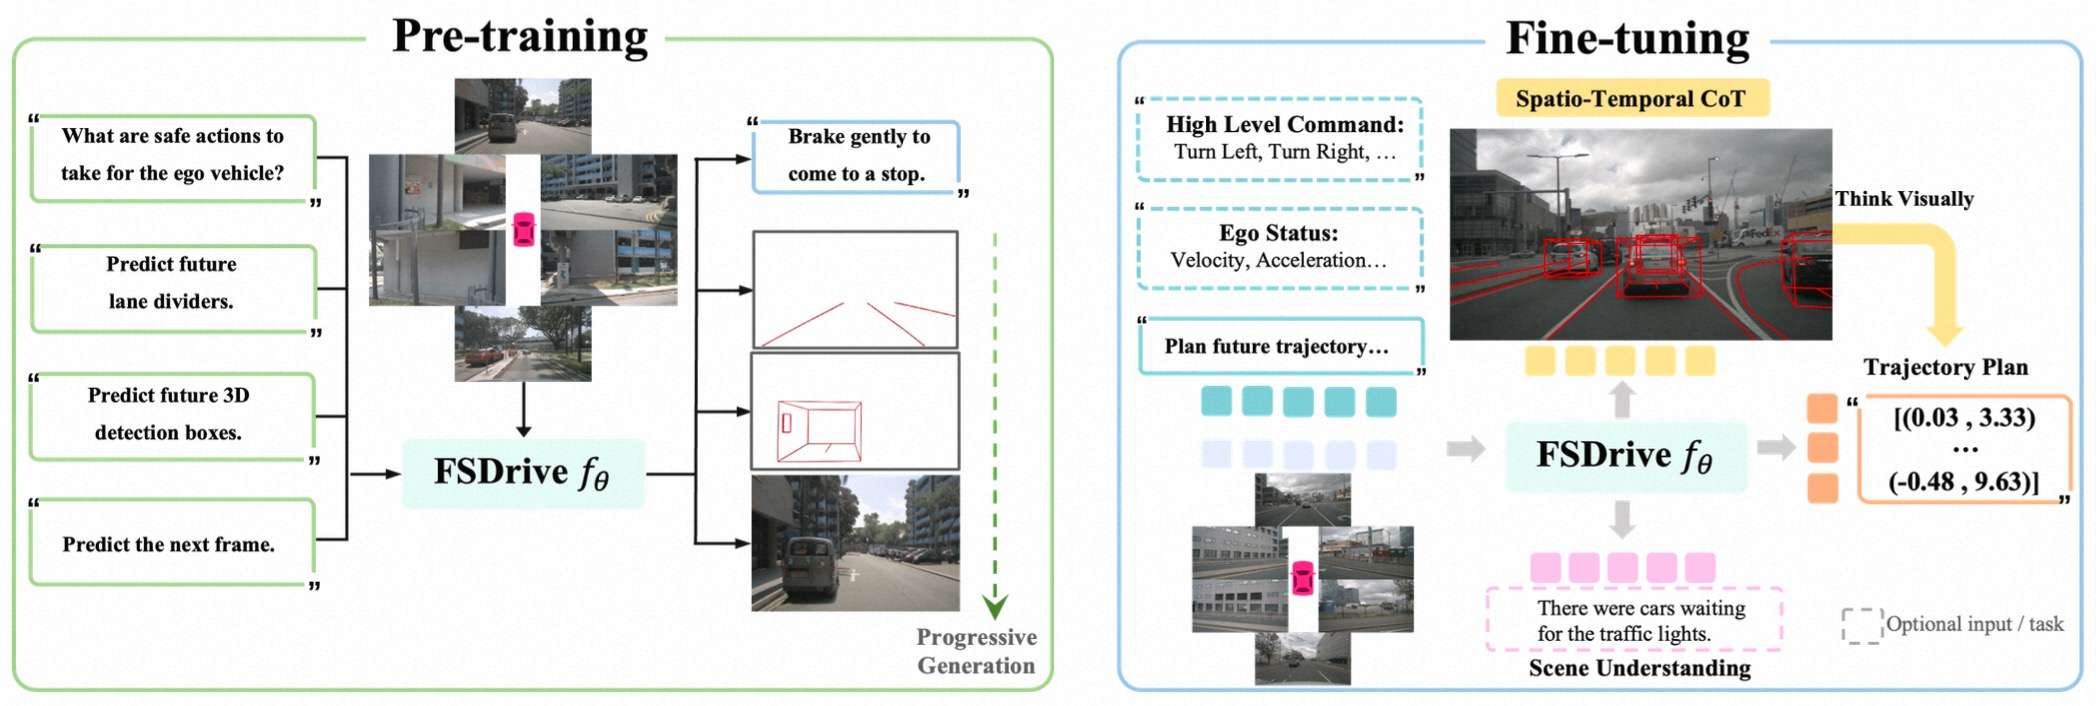 Pre-training
“
What are safe actions to
take for the ego vehicle?
”
“
Predict future
lane dividers.
”
“
Predict future 3D
detection boxes.
”
“
Predict the next frame.
”
FSDrive fθ
“
Brake gently to
come to a stop.
”
Progressive
Generation
Fine-tuning
“
High Level Command:
Turn Left, Turn Right, …
”
“
Ego Status:
Velocity, Acceleration…
”
“
Plan future trajectory…
”
Spatio-Temporal CoT
FedEx
Think Visually
FSDrive fθ
Trajectory Plan
“
[(0.03 , 3.33)
…
(-0.48 , 9.63)]
”
There were cars waiting
for the traffic lights.
Scene Understanding
Optional input / task